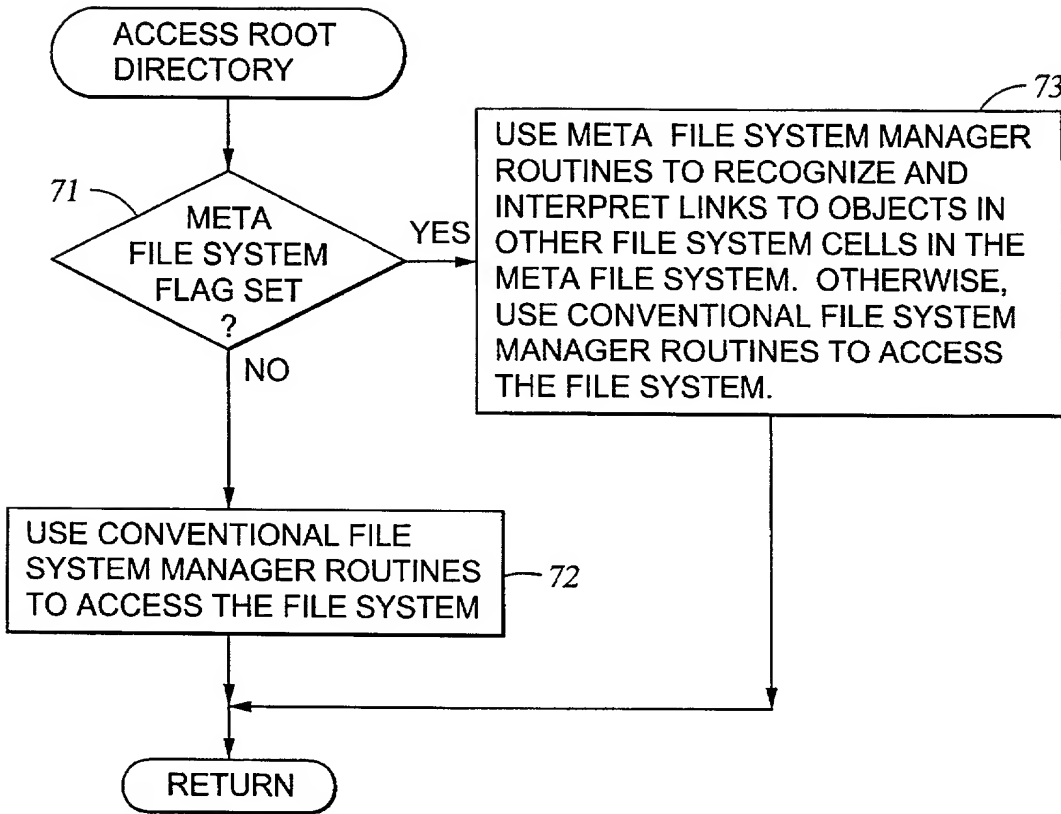 ACCESS ROOT
DIRECTORY
71
META
FILE SYSTEM
FLAG SET
?
YES
NO
73
USE META FILE SYSTEM MANAGER
ROUTINES TO RECOGNIZE AND
INTERPRET LINKS TO OBJECTS IN
OTHER FILE SYSTEM CELLS IN THE
META FILE SYSTEM. OTHERWISE,
USE CONVENTIONAL FILE SYSTEM
MANAGER ROUTINES TO ACCESS
THE FILE SYSTEM.
USE CONVENTIONAL FILE
SYSTEM MANAGER ROUTINES
TO ACCESS THE FILE SYSTEM
72
RETURN